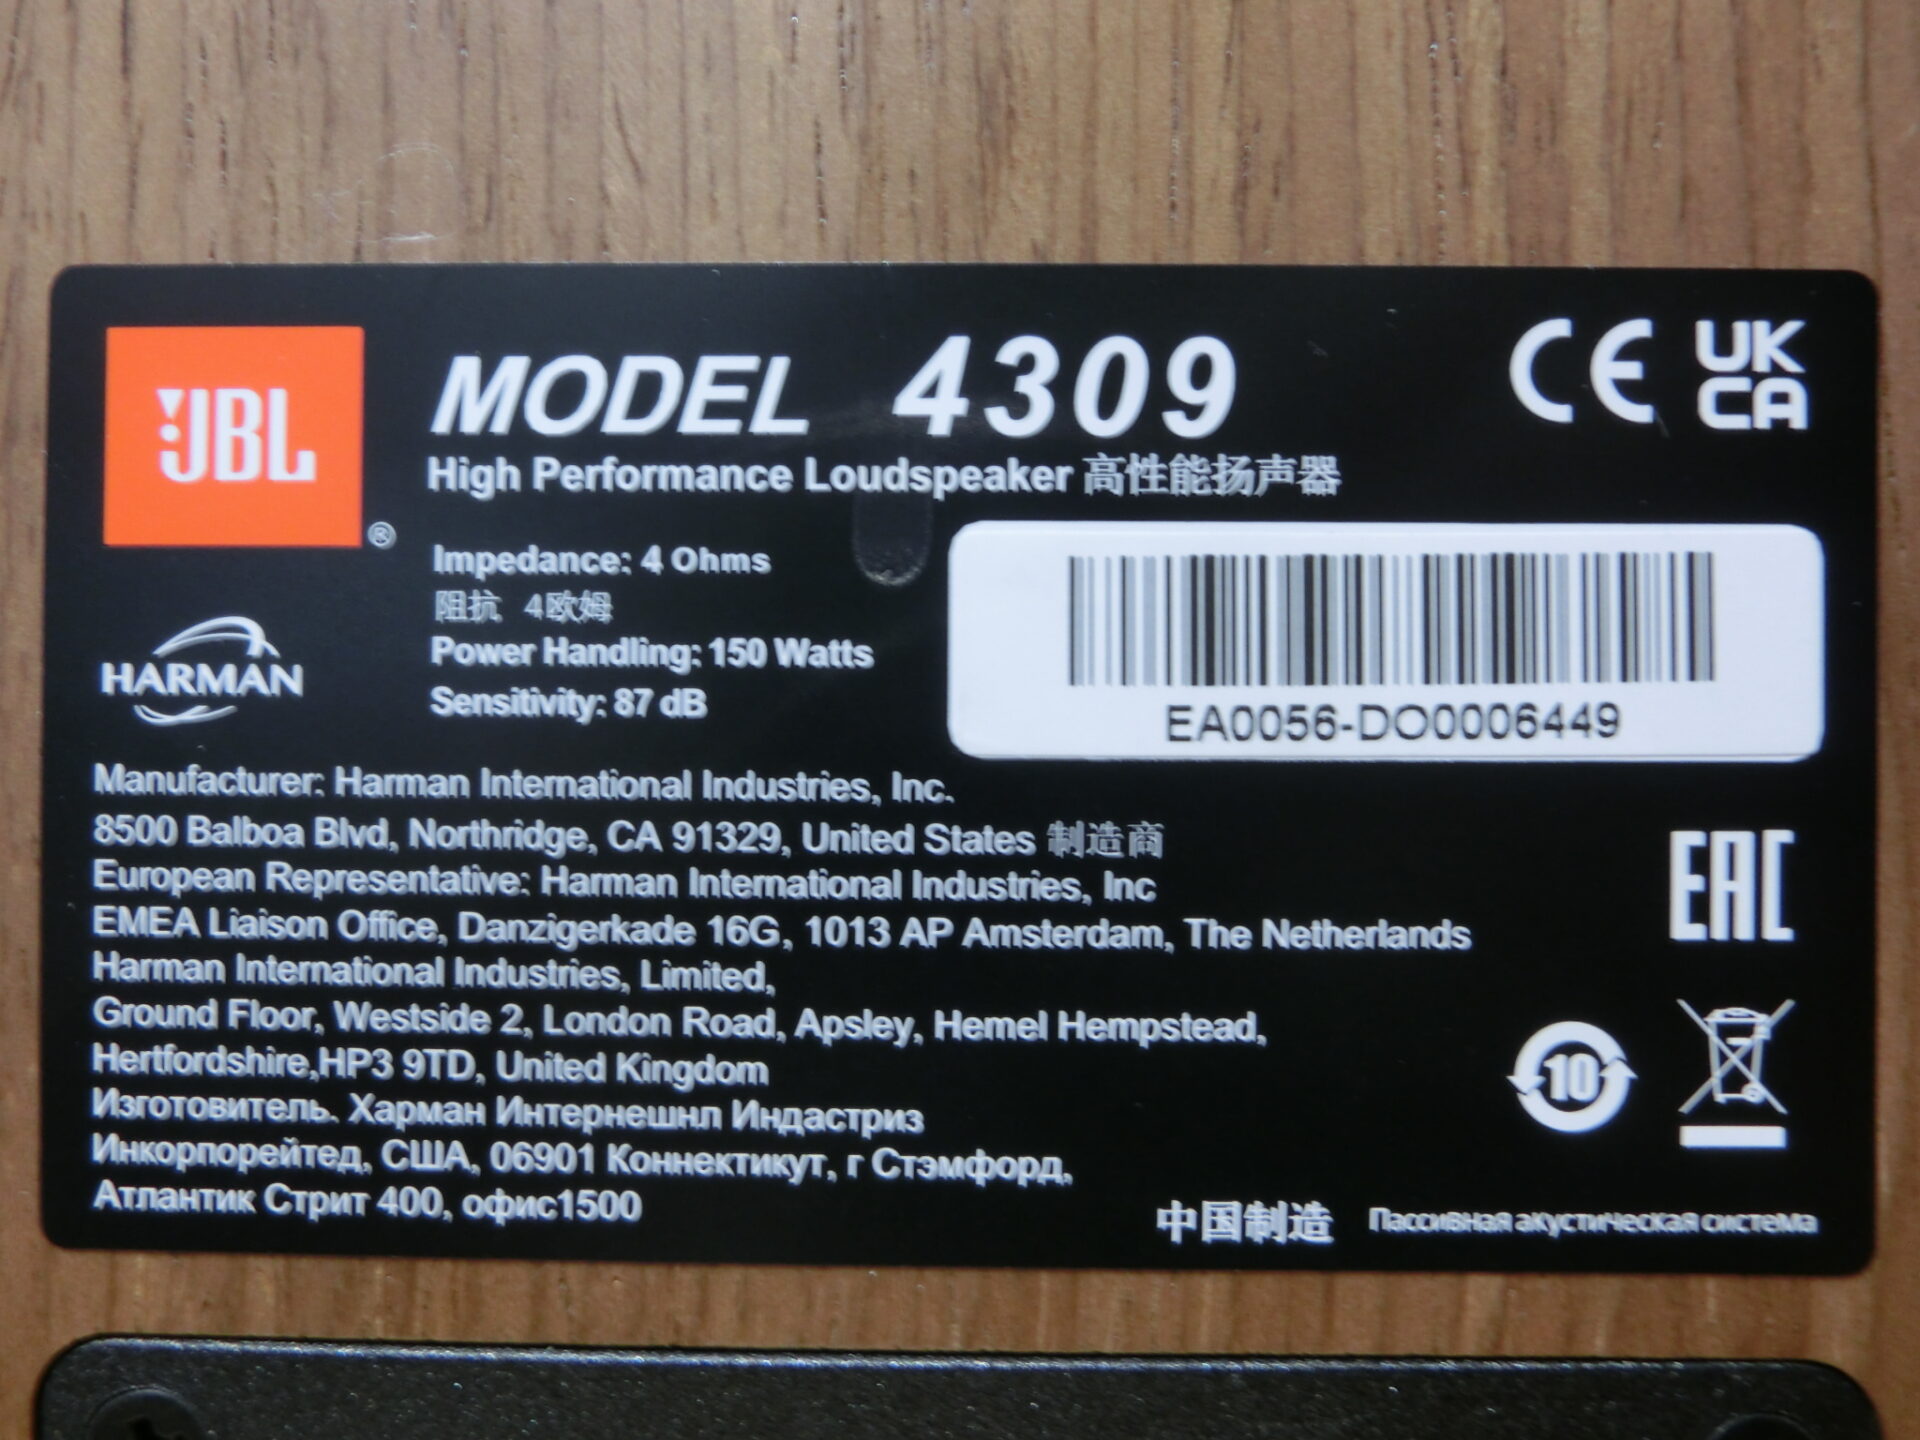 JBL
®
MODEL 4309
High Performance Loudspeaker 高性能扬声器
CE UK CA
Impedance: 4 Ohms
阻抗 4欧姆
Power Handling: 150 Watts
Sensitivity: 87 dB
HARMAN
EA0056-DO0006449
Manufacturer: Harman International Industries, Inc.
8500 Balboa Blvd, Northridge, CA 91329, United States 制造商
European Representative: Harman International Industries, Inc
EMEA Liaison Office, Danzigerkade 16G, 1013 AP Amsterdam, The Netherlands
Harman International Industries, Limited,
Ground Floor, Westside 2, London Road, Apsley, Hemel Hempstead,
Hertfordshire,HP3 9TD, United Kingdom
Изготовитель. Харман Интернешнл Индастриз
Инкорпорейтед, США, 06901 Коннектикут, г Стэмфорд,
Атлантик Стрит 400, офис1500
EAC
10
中国制造 Пассивная акустическая система